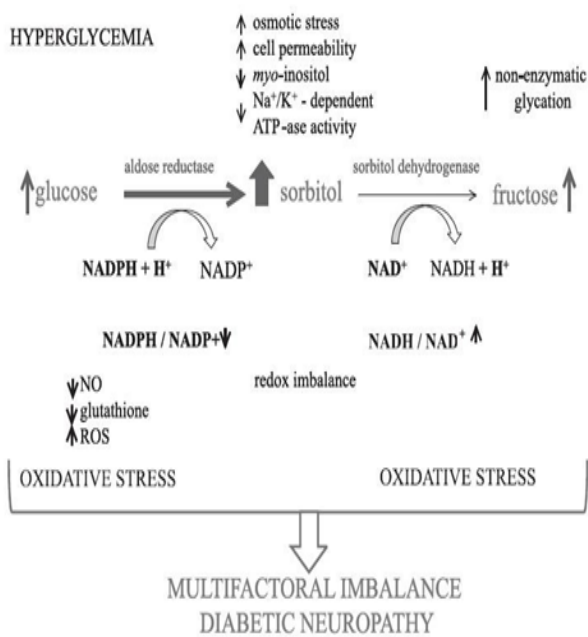 HYPERGLYCEMIA
↑ osmotic stress
↑ cell permeability
↓ myo-inositol
↓ Na⁺/K⁺ - dependent
ATP-ase activity
↑ non-enzymatic
glycation
aldose reductase
sorbitol dehydrogenase
↑ glucose
↑ sorbitol
fructose ↑
NADPH + H⁺
NADP⁺
NAD⁺
NADH + H⁺
NADPH / NADP+ ↓
NADH / NAD⁺ ↑
redox imbalance
↓ NO
↓ glutathione
↑ ROS
OXIDATIVE STRESS
OXIDATIVE STRESS
MULTIFACTORAL IMBALANCE
DIABETIC NEUROPATHY